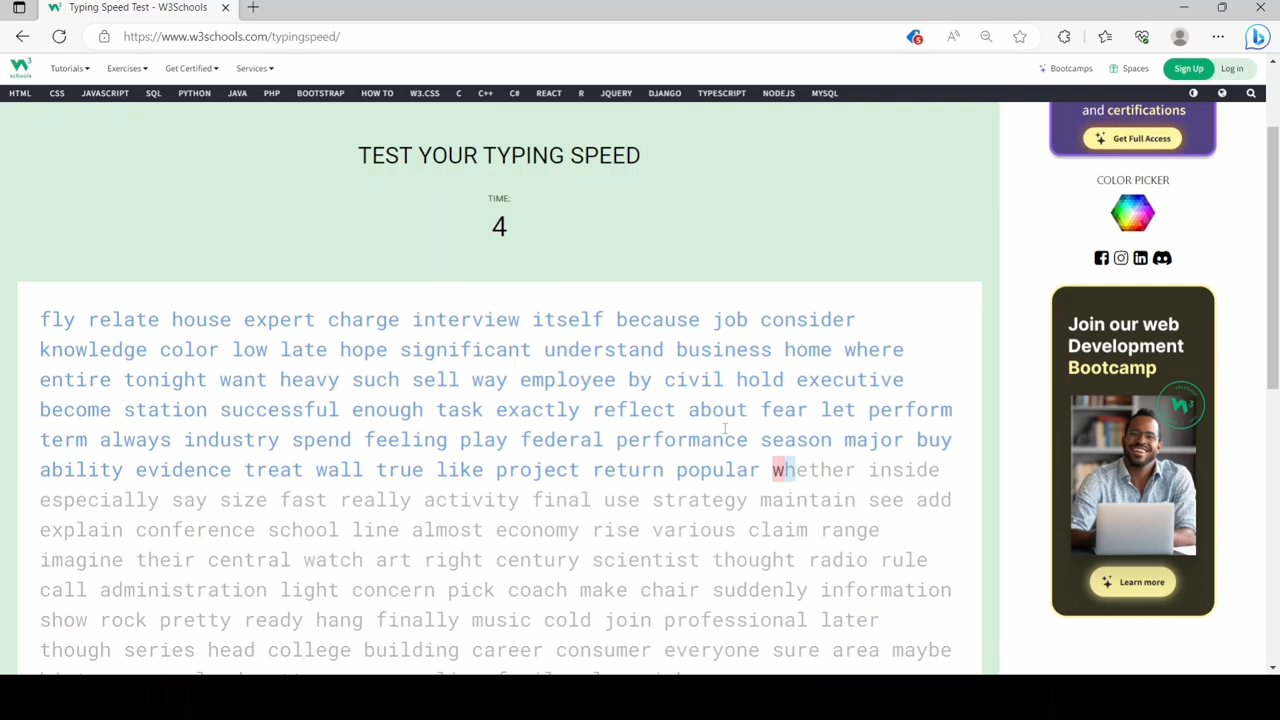 Typing Speed Test - W3Schools
https://www.w3schools.com/typingspeed/
5
W3
schools
Tutorials Exercises Get Certified Services
Bootcamps Spaces Sign Up Log in
HTML CSS JAVASCRIPT SQL PYTHON JAVA PHP BOOTSTRAP HOW TO W3.CSS C C++ C# REACT R JQUERY DJANGO TYPESCRIPT NODEJS MYSQL
TEST YOUR TYPING SPEED
TIME:
4
fly relate house expert charge interview itself because job consider
knowledge color low late hope significant understand business home where
entire tonight want heavy such sell way employee by civil hold executive
become station successful enough task exactly reflect about fear let perform
term always industry spend feeling play federal performance season major buy
ability evidence treat wall true like project return popular whether inside
especially say size fast really activity final use strategy maintain see add
explain conference school line almost economy rise various claim range
imagine their central watch art right century scientist thought radio rule
call administration light concern pick coach make chair suddenly information
show rock pretty ready hang finally music cold join professional later
though series head college building career consumer everyone sure area maybe
and certifications
Get Full Access
COLOR PICKER
Join our web
Development
Bootcamp
W3
Learn more